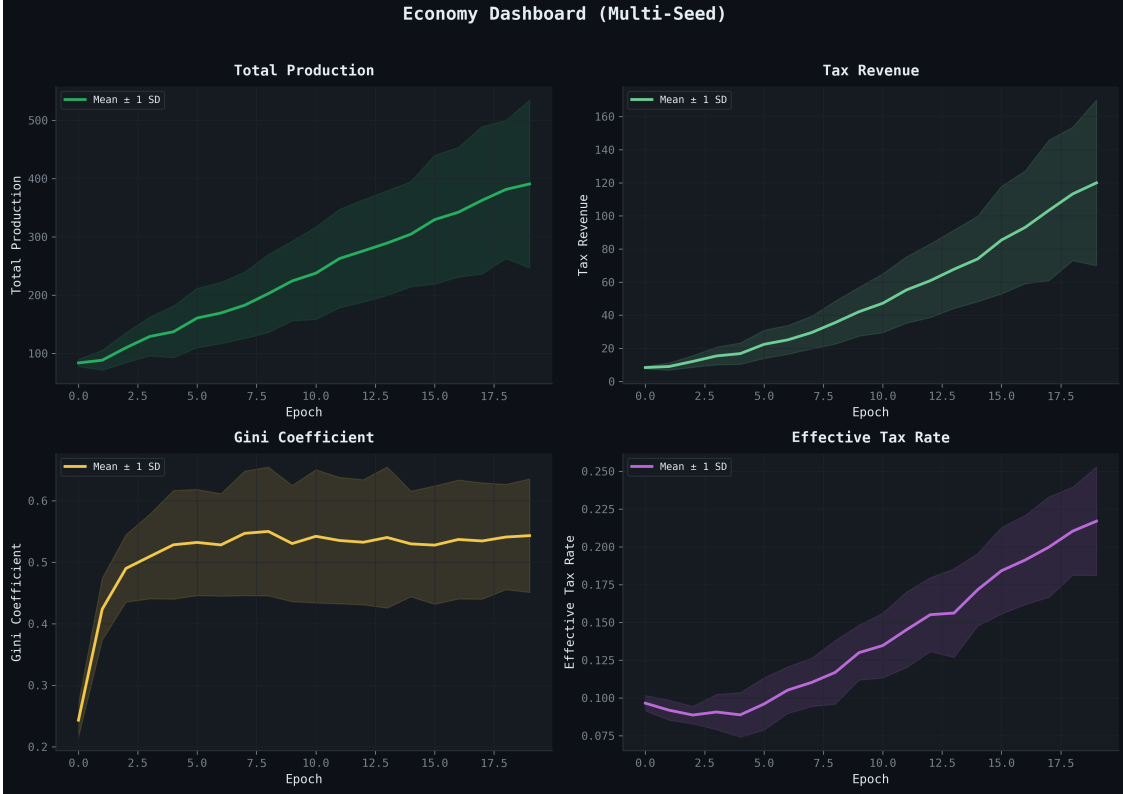 Economy Dashboard (Multi-Seed)
Total Production
Mean ± 1 SD
Total Production
500
400
300
200
100
0.0 2.5 5.0 7.5 10.0 12.5 15.0 17.5
Epoch
Tax Revenue
Mean ± 1 SD
Tax Revenue
160
140
120
100
80
60
40
20
0
0.0 2.5 5.0 7.5 10.0 12.5 15.0 17.5
Epoch
Gini Coefficient
Mean ± 1 SD
Gini Coefficient
0.6
0.5
0.4
0.3
0.2
0.0 2.5 5.0 7.5 10.0 12.5 15.0 17.5
Epoch
Effective Tax Rate
Mean ± 1 SD
Effective Tax Rate
0.250
0.225
0.200
0.175
0.150
0.125
0.100
0.075
0.0 2.5 5.0 7.5 10.0 12.5 15.0 17.5
Epoch